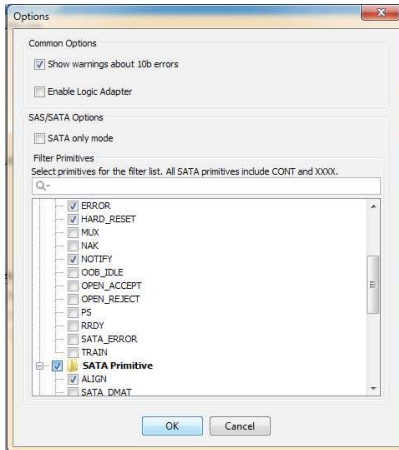 Options
Common Options
Show warnings about 10b errors
Enable Logic Adapter
SAS/SATA Options
SATA only mode
Filter Primitives
Select primitives for the filter list. All SATA primitives include CONT and XXXX.
ERROR
HARD_RESET
MUX
NAK
NOTIFY
OOB_IDLE
OPEN_ACCEPT
OPEN_REJECT
PS
RRDY
SATA_ERROR
TRAIN
SATA Primitive
ALIGN
SATA_DMAT
OK Cancel